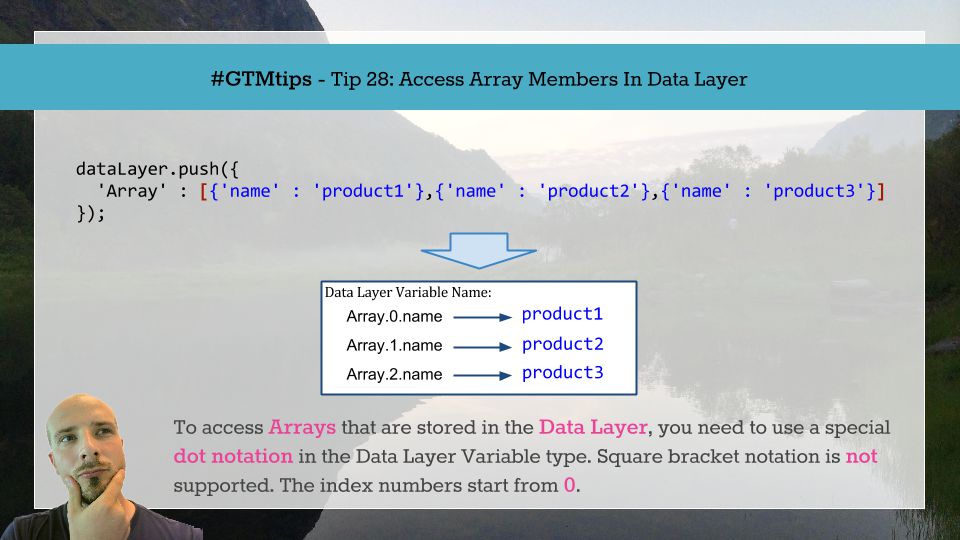 #GTMtips - Tip 28: Access Array Members In Data Layer
dataLayer.push({
'Array' : [{'name' : 'product1'},{'name' : 'product2'},{'name' : 'product3'}]
});
Data Layer Variable Name:
Array.0.name product1
Array.1.name product2
Array.2.name product3
To access Arrays that are stored in the Data Layer, you need to use a special
dot notation in the Data Layer Variable type. Square bracket notation is not
supported. The index numbers start from 0.